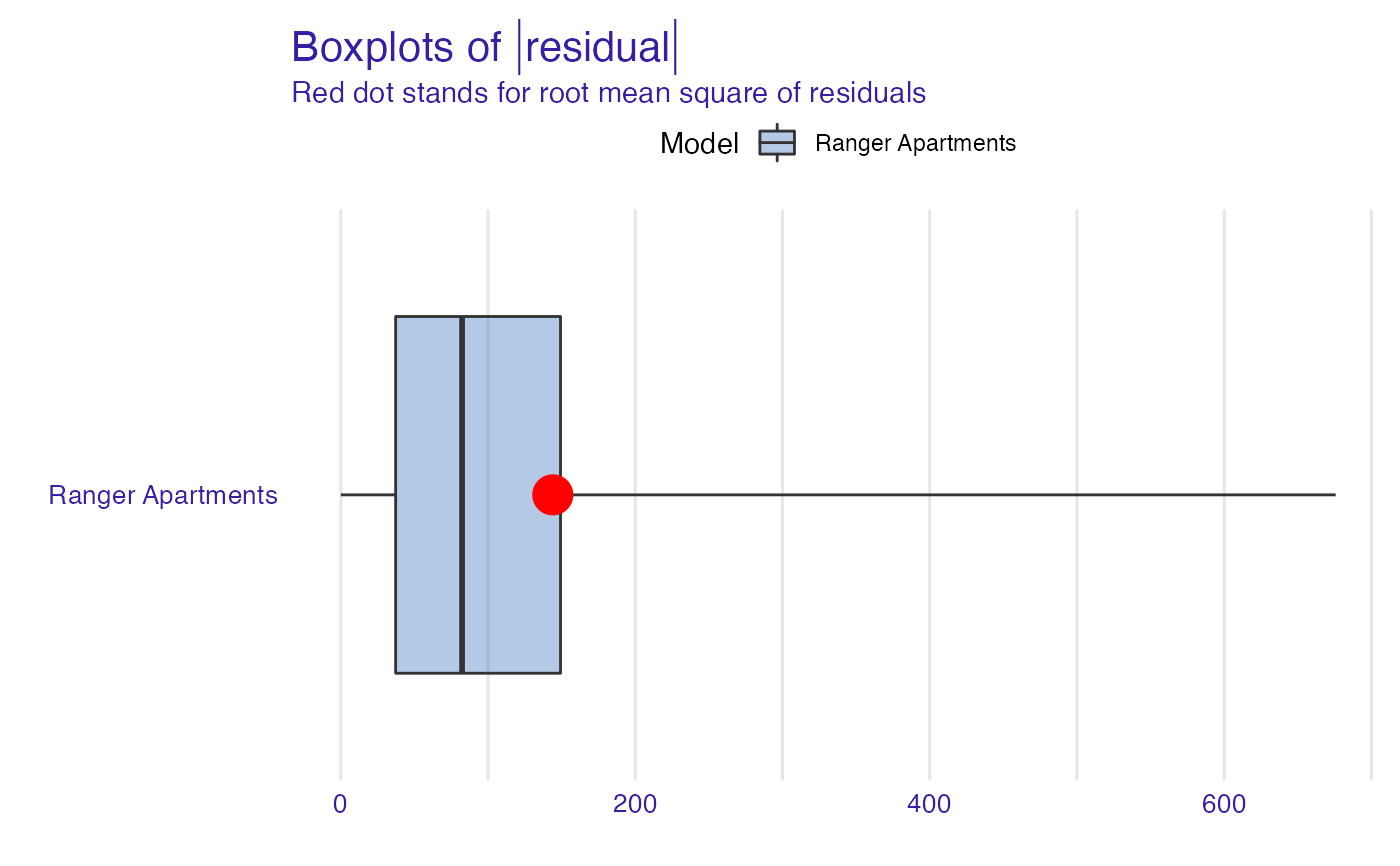 Boxplots of |residual|
Red dot stands for root mean square of residuals
Model Ranger Apartments
Ranger Apartments
0 200 400 600